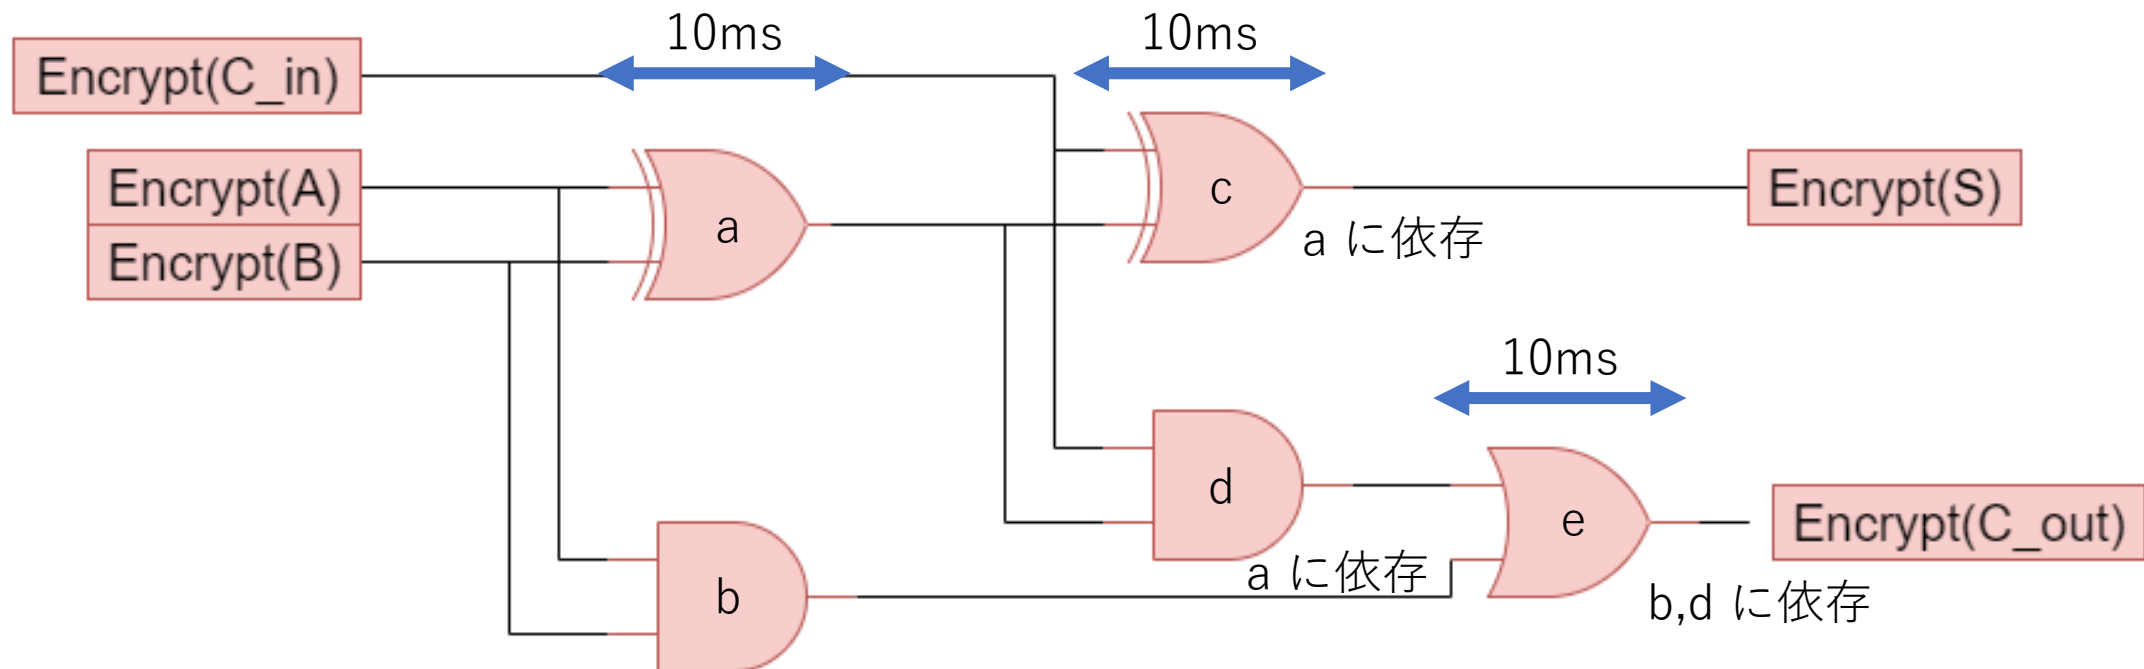 10ms
10ms
Encrypt(C_in)
Encrypt(A)
Encrypt(B)
a
c
Encrypt(S)
a に依存
10ms
d
e
Encrypt(C_out)
a に依存
b
b,d に依存